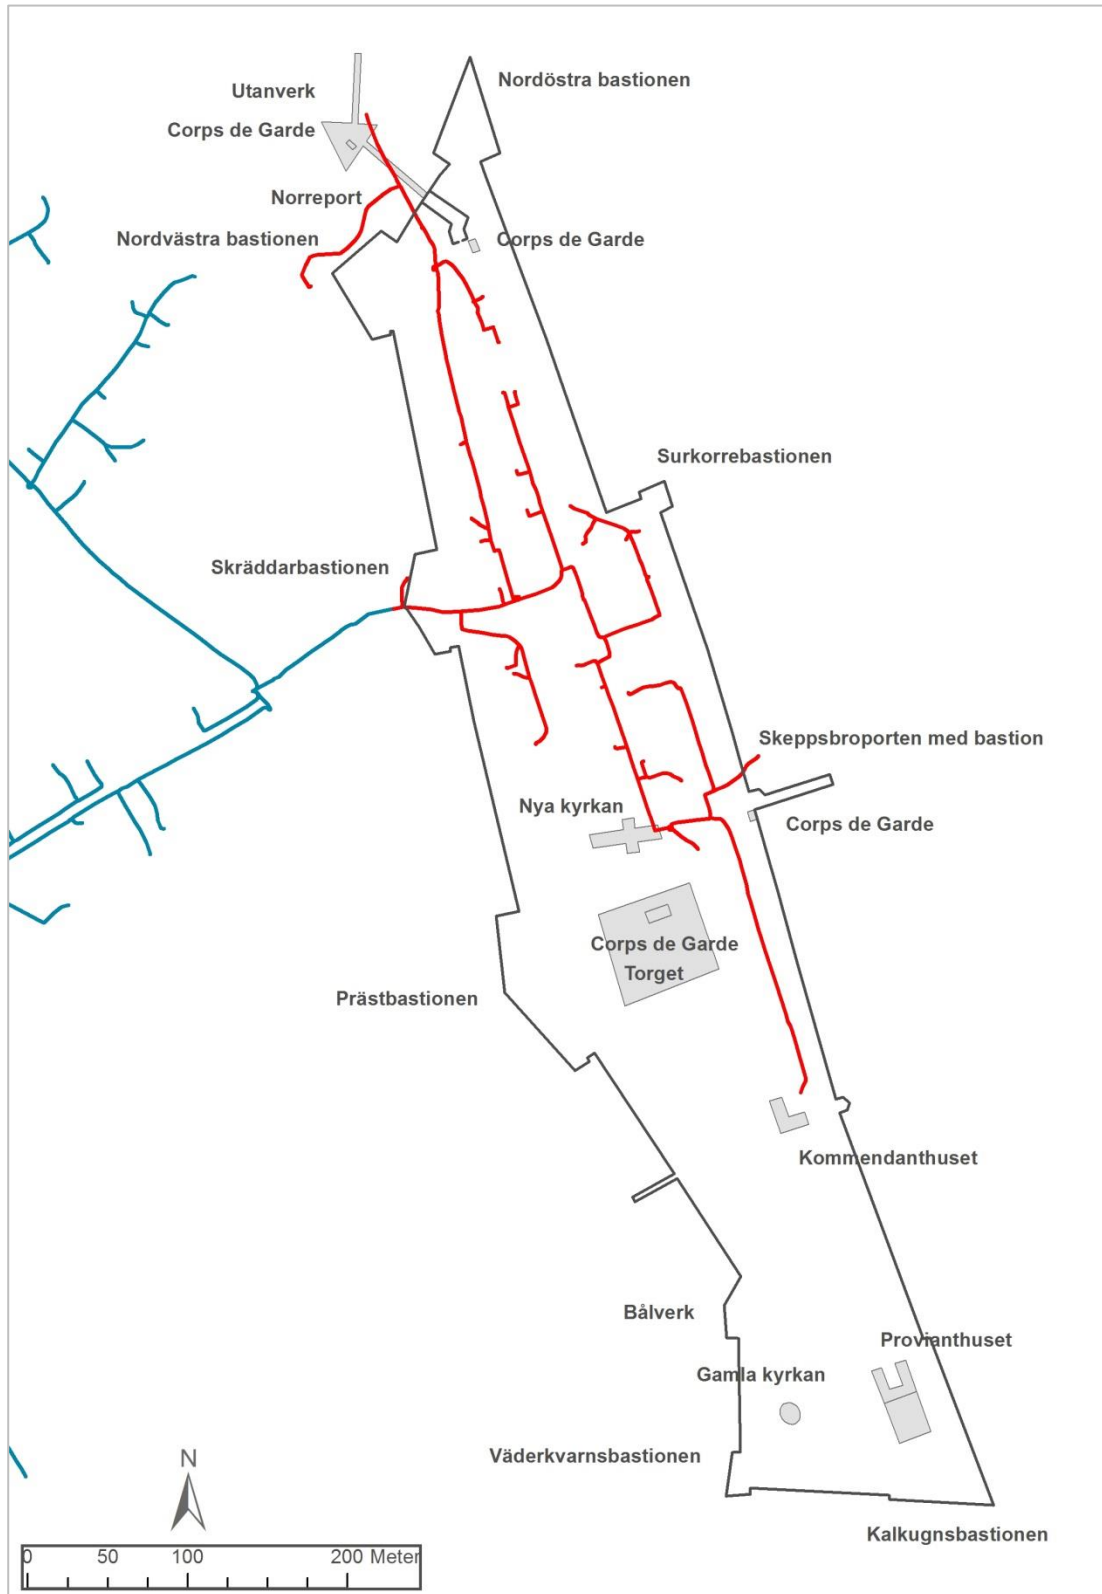 Nordöstra bastionen
Utanverk
Corps de Garde
Norreport
Nordvästra bastionen
Corps de Garde
Surkorrebastionen
Skräddarbastionen
Skeppsbroporten med bastion
Nya kyrkan
Corps de Garde
Corps de Garde
Torget
Prästbastionen
Kommendanthuset
Bålverk
Provianthuset
Gamla kyrkan
Väderkvarnsbastionen
N
Kalkugnsbastionen
0 50 100 200 Meter